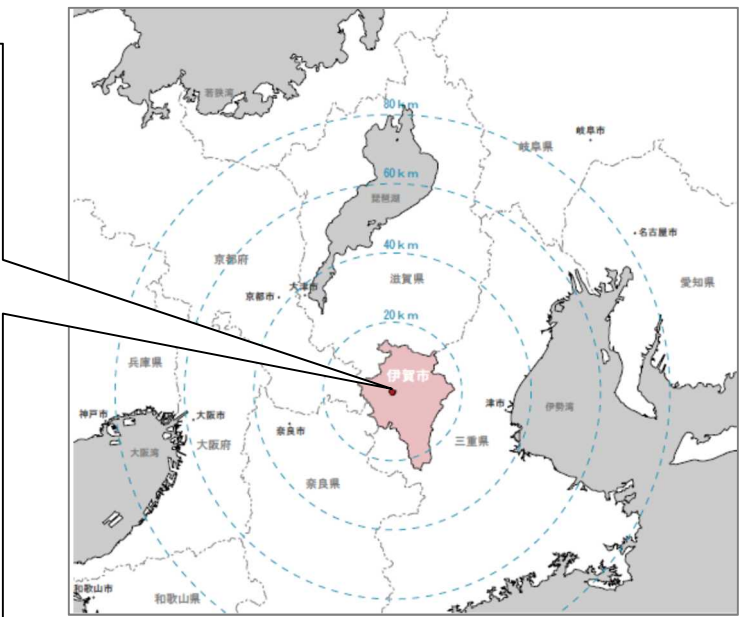 若狭湾
80km
岐阜市
岐阜県
60km
琵琶湖
名古屋市
40km
京都府
滋賀県
愛知県
大津市
京都市
20km
兵庫県
伊賀市
神戸市
大阪市
津市
伊勢湾
奈良市
大阪府
三重県
大阪湾
奈良県
和歌山市
和歌山県